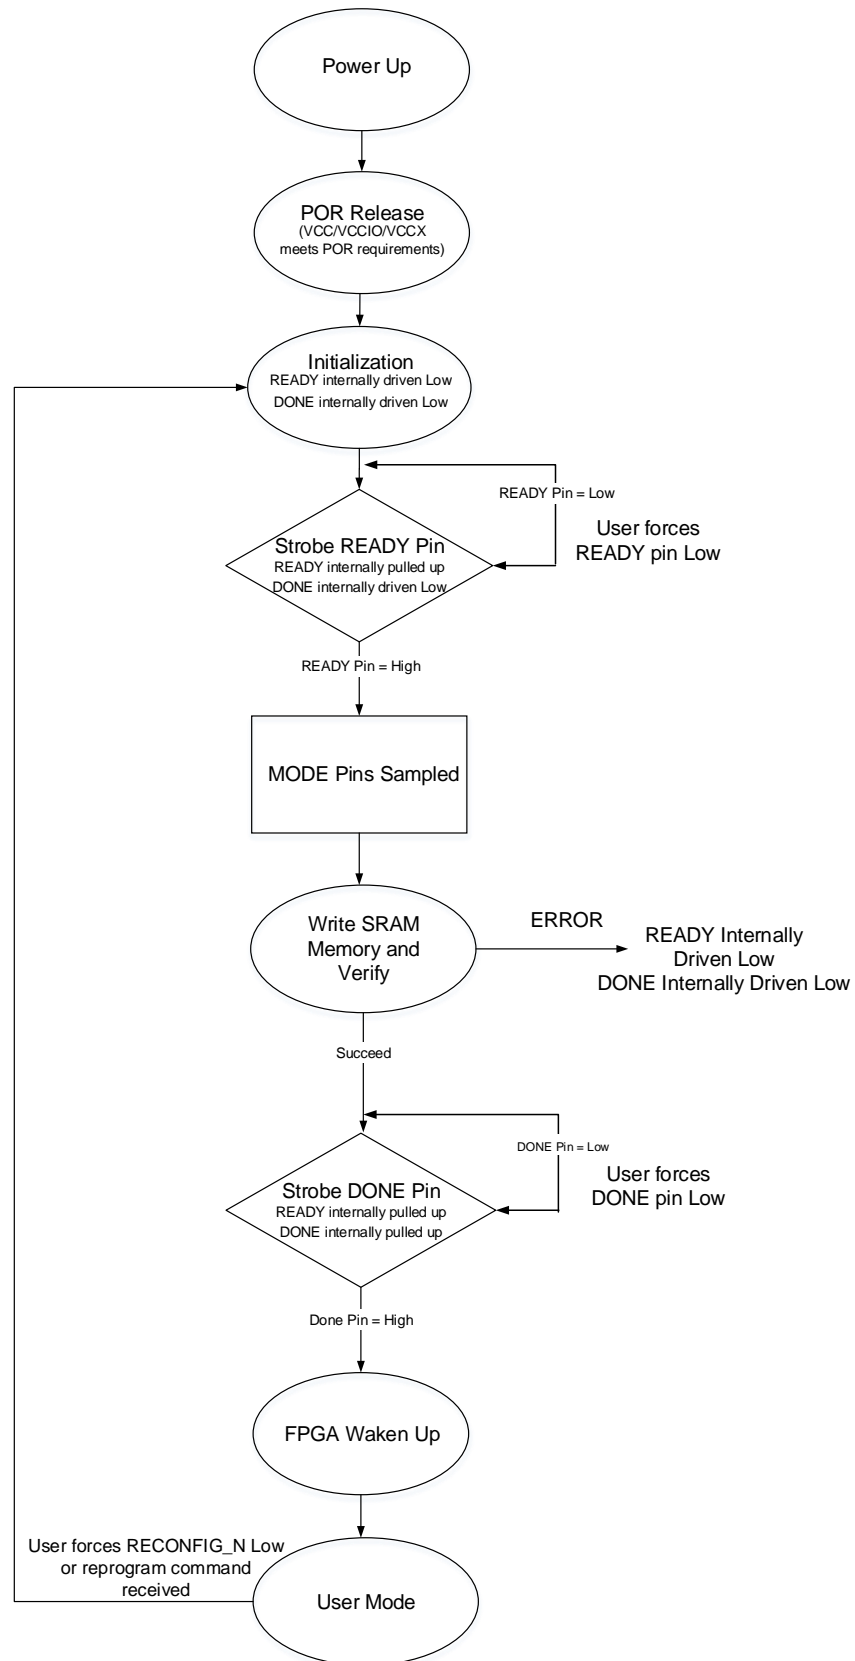 Power Up
POR Release
(VCC/VCCIO/VCCX
meets POR requirements)
Initialization
READY internally driven Low
DONE internally driven Low
READY Pin = Low
User forces
READY pin Low
Strobe READY Pin
READY internally pulled up
DONE internally driven Low
READY Pin = High
MODE Pins Sampled
Write SRAM
Memory and
Verify
ERROR
READY Internally
Driven Low
DONE Internally Driven Low
Succeed
DONE Pin = Low
User forces
DONE pin Low
Strobe DONE Pin
READY internally pulled up
DONE internally pulled up
Done Pin = High
FPGA Waken Up
User forces RECONFIG_N Low
or reprogram command
received
User Mode